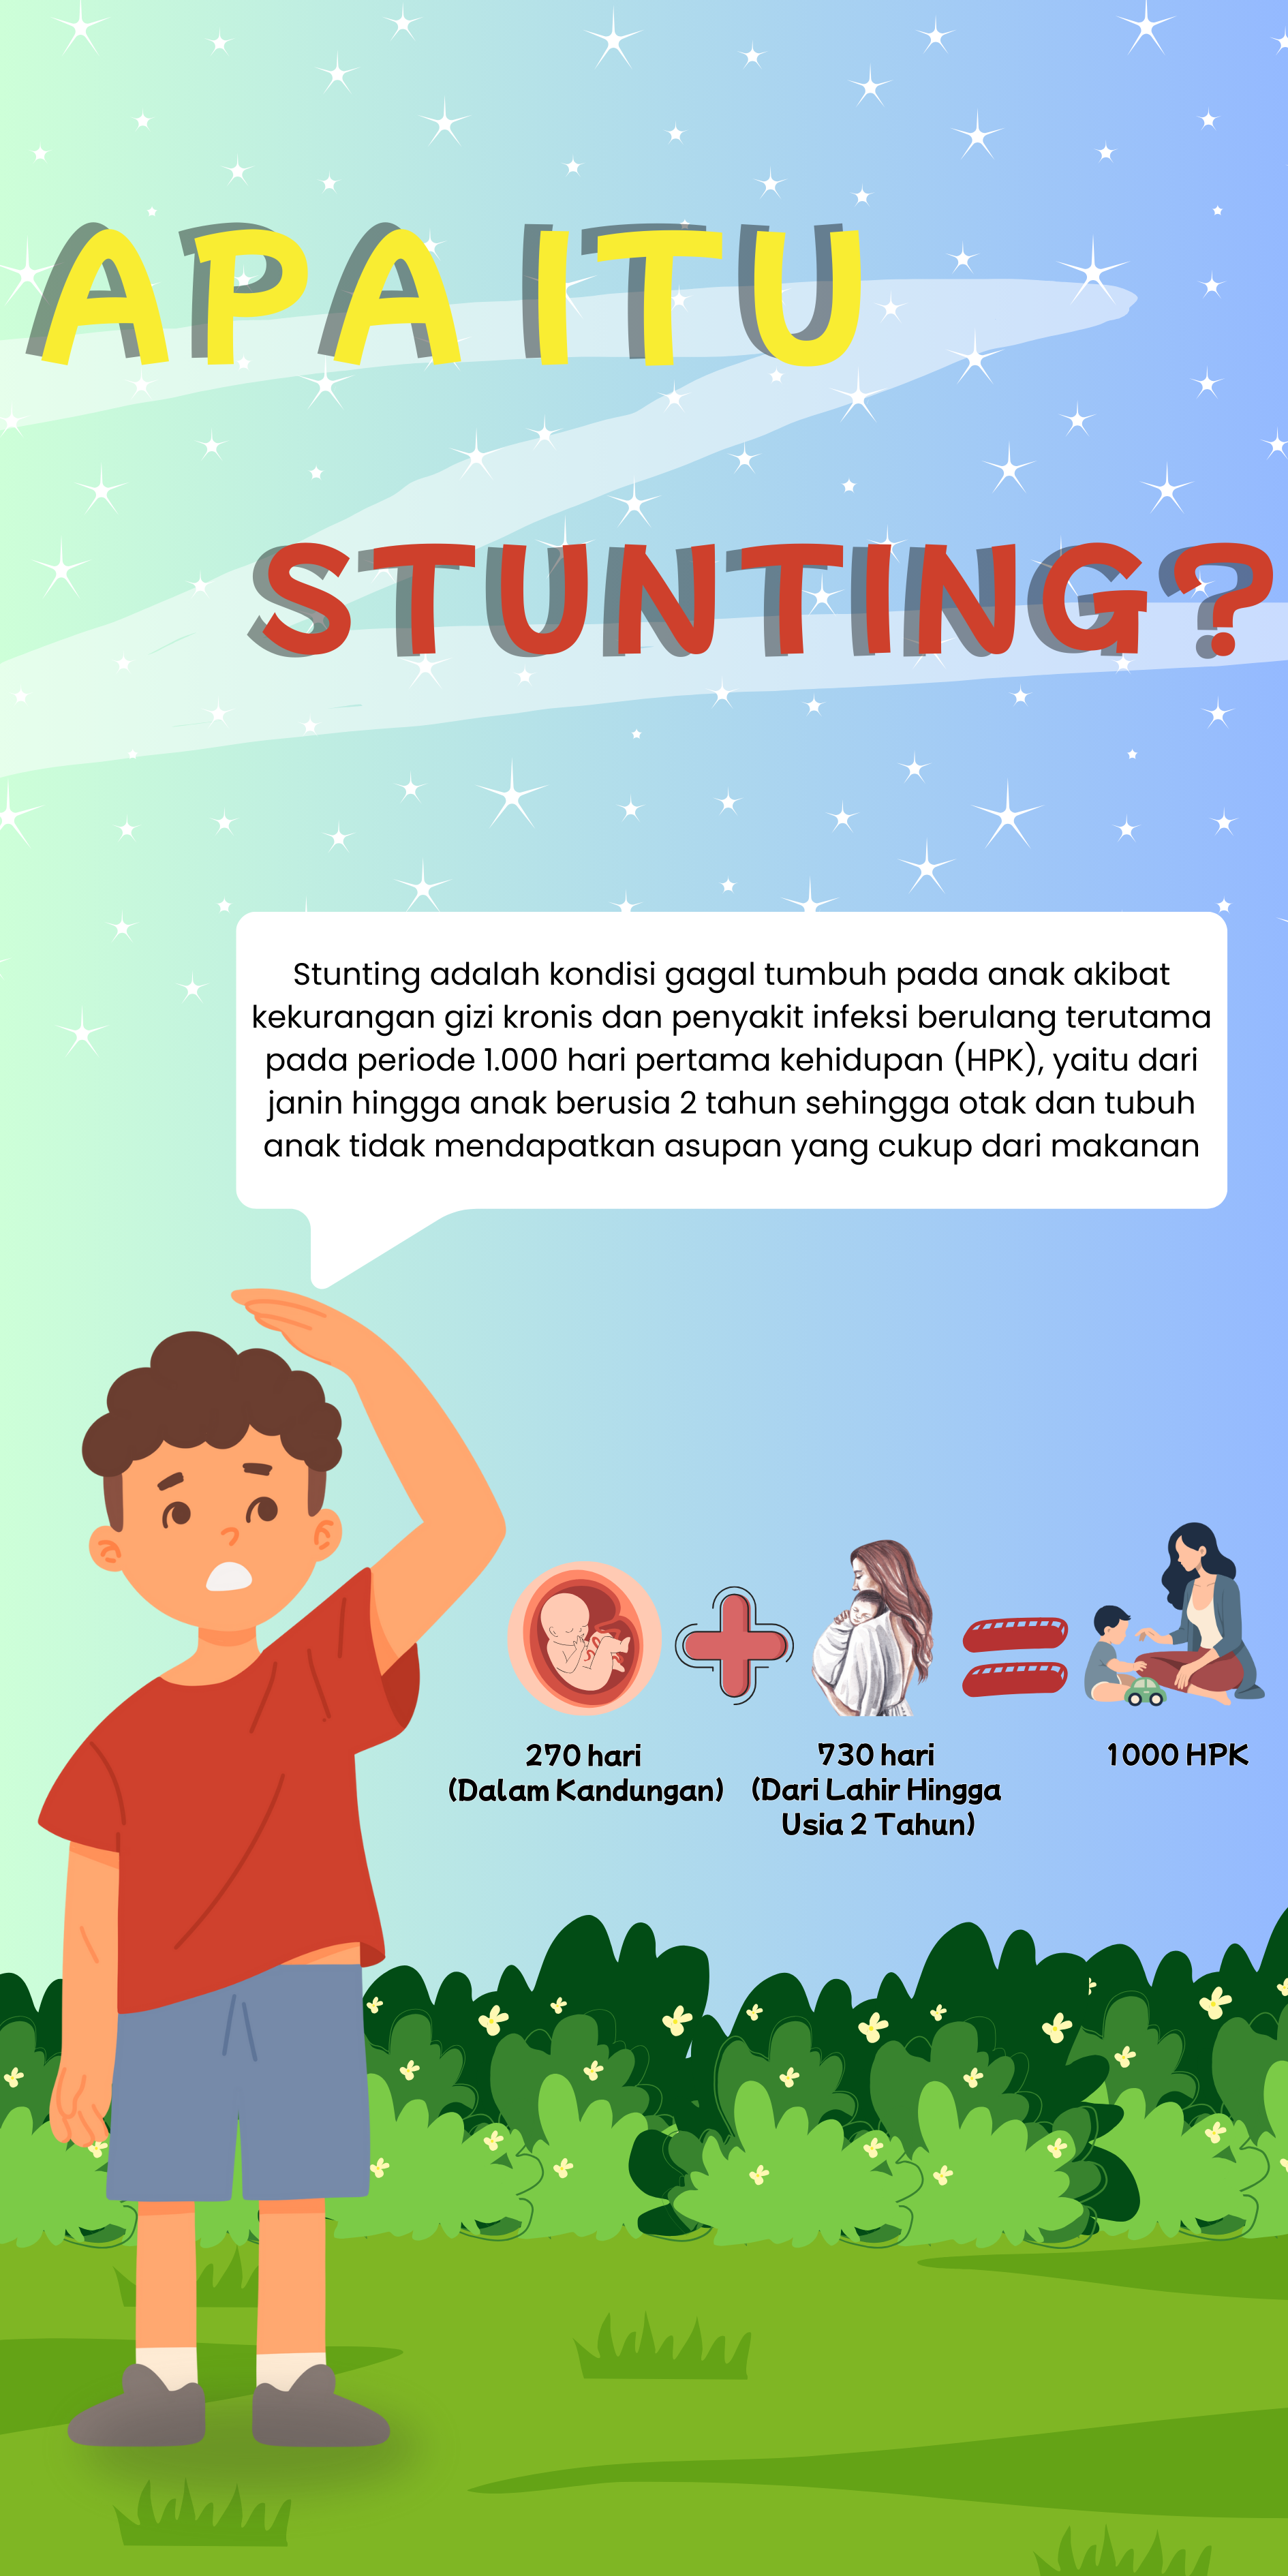 APA ITU
STUNTING?
Stunting adalah kondisi gagal tumbuh pada anak akibat
kekurangan gizi kronis dan penyakit infeksi berulang terutama
pada periode 1.000 hari pertama kehidupan (HPK), yaitu dari
janin hingga anak berusia 2 tahun sehingga otak dan tubuh
anak tidak mendapatkan asupan yang cukup dari makanan
270 hari
(Dalam Kandungan)
730 hari
(Dari Lahir Hingga
Usia 2 Tahun)
1000 HPK